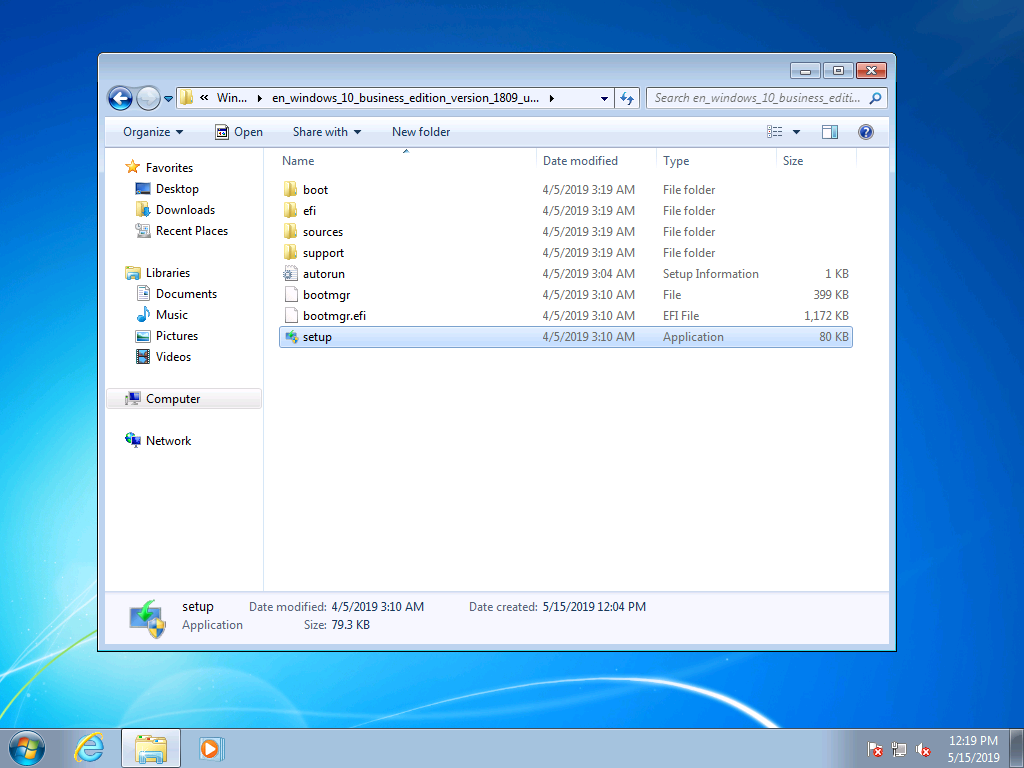 Win... en_windows_10_business_edition_version_1809_u...
Search en_windows_10_business_editi...
Organize Open Share with New folder
Name Date modified Type Size
Favorites
Desktop
Downloads
Recent Places
Libraries
Documents
Music
Pictures
Videos
Computer
Network
boot 4/5/2019 3:19 AM File folder
efi 4/5/2019 3:19 AM File folder
sources 4/5/2019 3:19 AM File folder
support 4/5/2019 3:19 AM File folder
autorun 4/5/2019 3:04 AM Setup Information 1 KB
bootmgr 4/5/2019 3:10 AM File 399 KB
bootmgr.efi 4/5/2019 3:10 AM EFI File 1,172 KB
setup 4/5/2019 3:10 AM Application 80 KB
setup Date modified: 4/5/2019 3:10 AM Date created: 5/15/2019 12:04 PM
Application Size: 79.3 KB
12:19 PM
5/15/2019